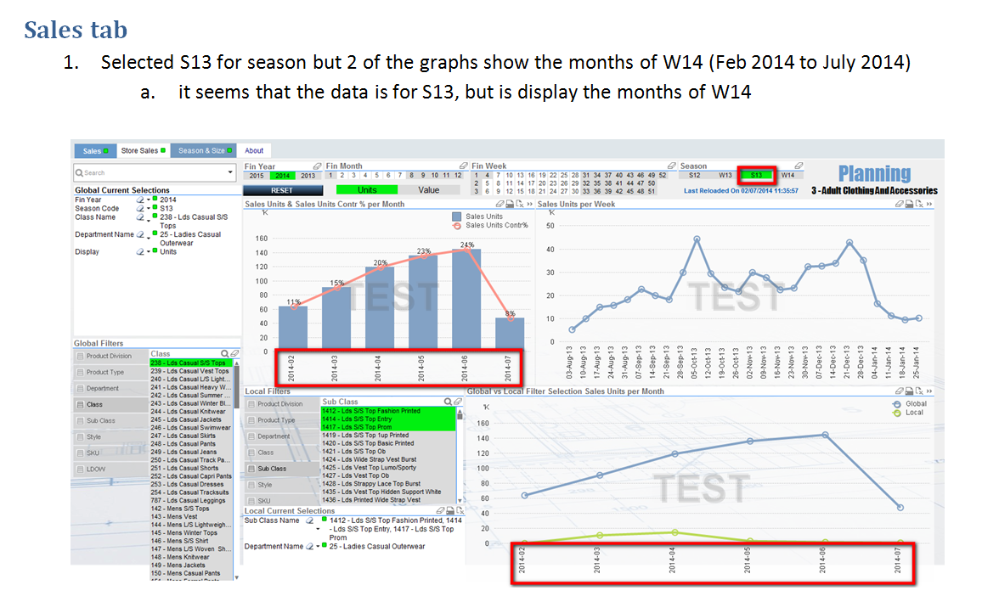 Sales tab
1. Selected S13 for season but 2 of the graphs show the months of W14 (Feb 2014 to July 2014)
a. it seems that the data is for S13, but is display the months of W14
Sales Store Sales Season & Size About
Search
Global Current Selections
Fin Year 2014
Season Code S13
Class Name 238 - Lds Casual S/S
Tops
Department Name 25 - Ladies Casual
Outerwear
Display Units
Fin Year
2015 2014 2013
Fin Month
1 2 3 4 5 6 7 8 9 10 11 12
Fin Week
1 4 7 10 13 16 19 22 25 28 31 34 37 40 43 46 49 52
2 5 8 11 14 17 20 23 26 29 32 35 38 41 44 47 50
3 6 9 12 15 18 21 24 27 30 33 36 39 42 45 48 51
Season
S12 W13 S13 W14
RESET
Units Value
Last Reloaded On 02/07/2014 11:35:57
Planning
3 -Adult Clothing And Accessories
Sales Units & Sales Units Contr % per Month
'K
Sales Units
Sales Units Contr%
160
140
120
100
80
60
40
20
0
11%
15%
20%
23%
24%
8%
TEST
2014-02
2014-03
2014-04
2014-05
2014-06
2014-07
Sales Units per Week
'K
50
40
30
20
10
0
TEST
03-Aug-13
10-Aug-13
17-Aug-13
24-Aug-13
31-Aug-13
07-Sep-13
14-Sep-13
21-Sep-13
28-Sep-13
05-Oct-13
12-Oct-13
19-Oct-13
26-Oct-13
02-Nov-13
09-Nov-13
16-Nov-13
23-Nov-13
30-Nov-13
07-Dec-13
14-Dec-13
21-Dec-13
28-Dec-13
04-Jan-14
11-Jan-14
18-Jan-14
25-Jan-14
Global Filters
Product Division
Product Type
Department
Class
Sub Class
Style
SKU
LDOW
Class
238 - Lds Casual S/S Tops
239 - Lds Casual Vest Tops
240 - Lds Casual L/S Light...
241 - Lds Casual Heavy W...
242 - Lds Casual Summer ...
243 - Lds Casual Winter Bl...
244 - Lds Casual Knitwear
245 - Lds Casual Jackets
246 - Lds Casual Swimwear
247 - Lds Casual Skirts
248 - Lds Casual Pants
249 - Lds Casual Jeans
250 - Lds Casual Track Pa...
251 - Lds Casual Shorts
252 - Lds Casual Capri Pants
253 - Lds Casual Dresses
254 - Lds Casual Tracksuits
787 - Lds Casual Leggings
142 - Mens S/S Tops
143 - Mens Vest
144 - Mens L/S Lightweigh...
145 - Mens Winter Tops
146 - Mens S/S Shirt
147 - Mens L/S Woven Sh...
148 - Mens Knitwear
149 - Mens Jackets
150 - Mens Casual Pants
Local Filters
Product Division
Product Type
Department
Class
Sub Class
Style
SKU
Sub Class
1412 - Lds S/S Top Fashion Printed
1414 - Lds S/S Top Entry
1417 - Lds S/S Top Prom
1419 - Lds S/S Top 1up Printed
1420 - Lds S/S Top Basic Printed
1421 - Lds S/S Top Ob
1424 - Lds Wide Strap Vest Burst
1425 - Lds Vest Top Lumo/Sporty
1427 - Lds Vest Top Ob
1428 - Lds Strappy Lace Top Burst
1435 - Lds Vest Top Hidden Support White
1436 - Lds Printed Wide Strap Vest
Local Current Selections
Sub Class Name 1412 - Lds S/S Top Fashion Printed, 1414
- Lds S/S Top Entry, 1417 - Lds S/S Top
Prom
Department Name 25 - Ladies Casual Outerwear
Global vs Local Filter Selection Sales Units per Month
'K
Global
Local
160
140
120
100
80
60
40
20
0
TEST
2014-02
2014-03
2014-04
2014-05
2014-06
2014-07